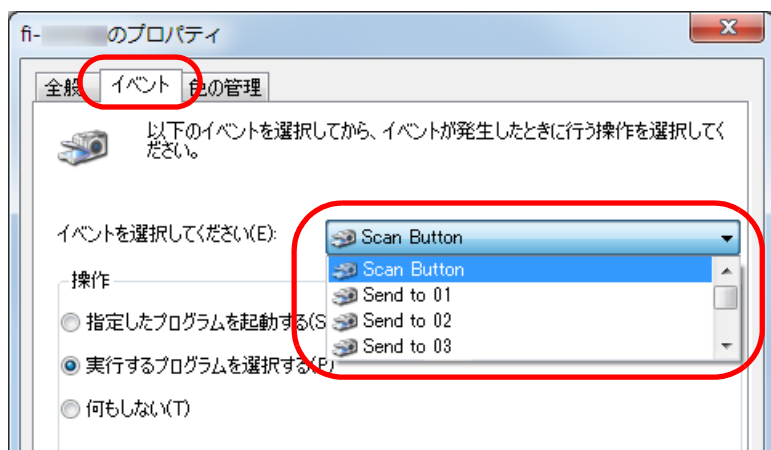 fi- のプロパティ
全般 イベント 色の管理
以下のイベントを選択してから、イベントが発生したときに行う操作を選択してく
ださい。
イベントを選択してください(E):
Scan Button
Scan Button
Send to 01
Send to 02
Send to 03
操作
指定したプログラムを起動する(S
実行するプログラムを選択する(P)
何もしない(T)